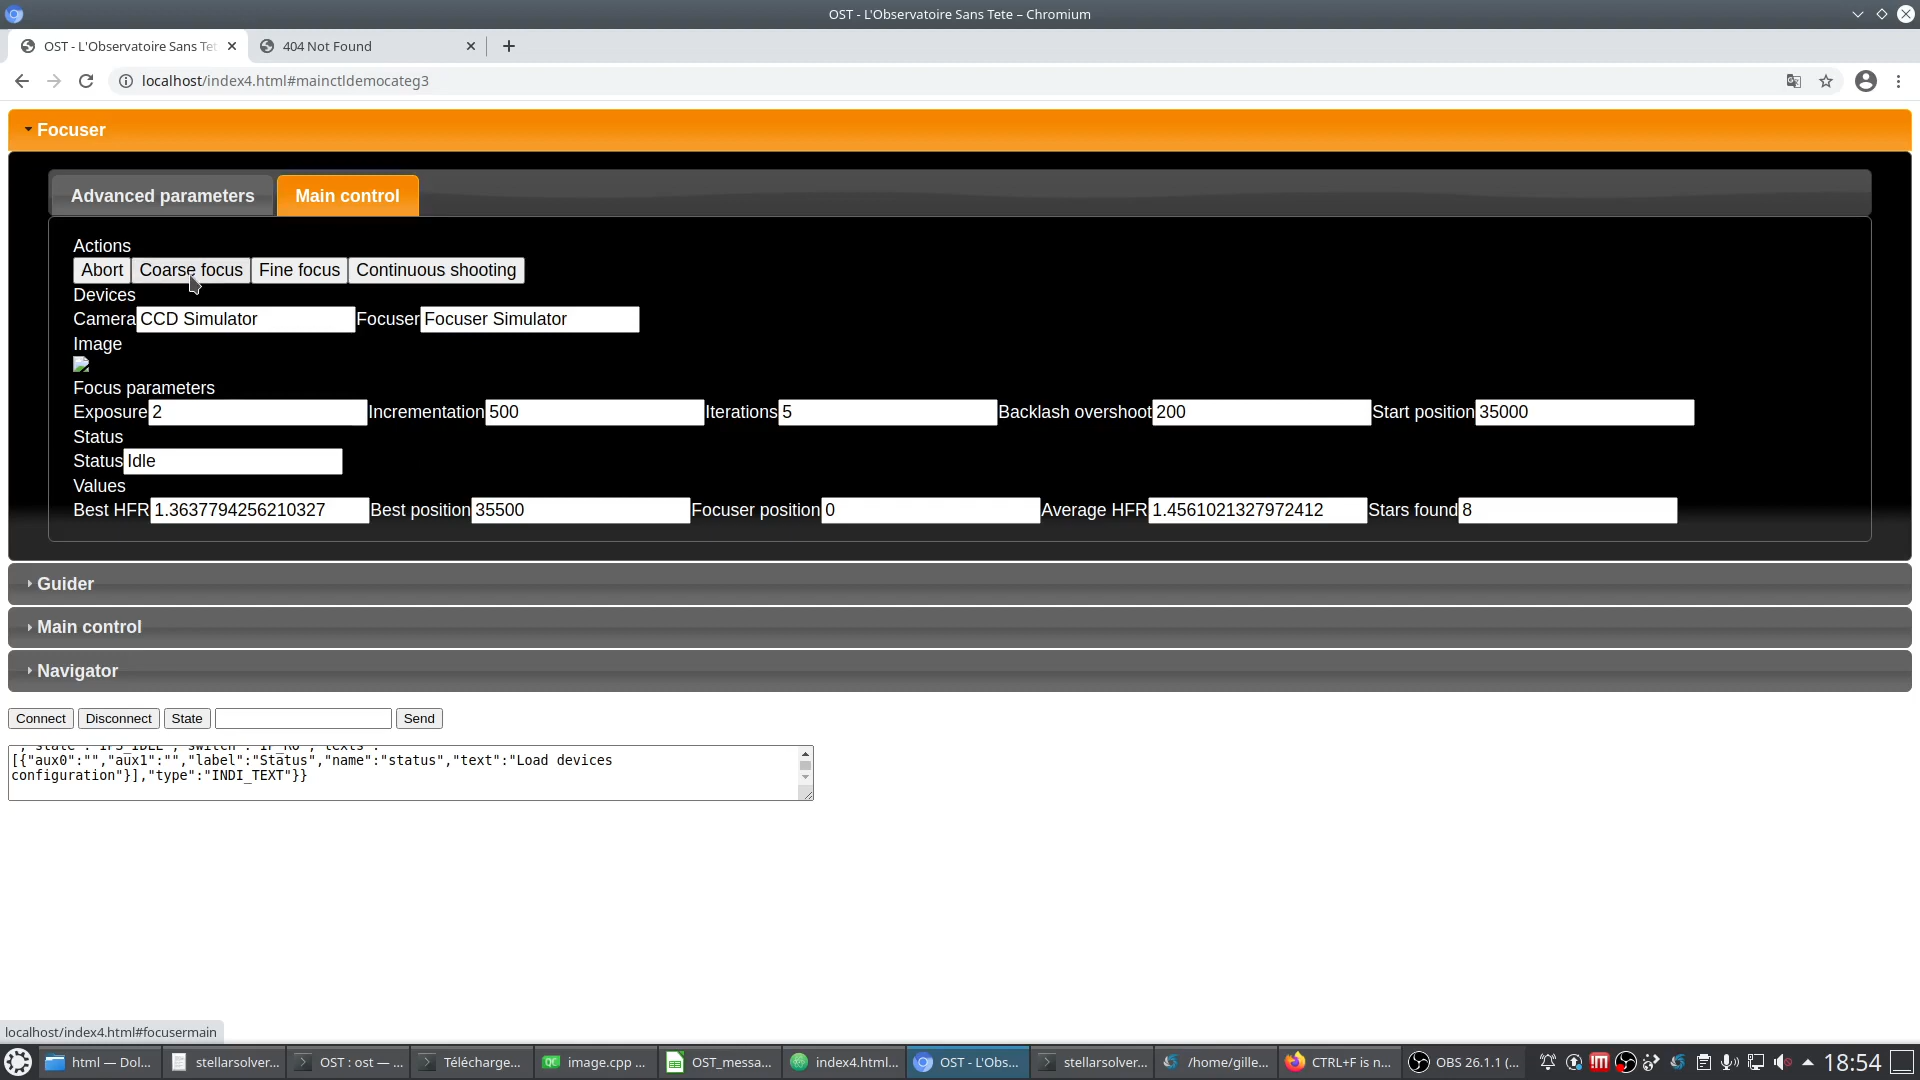 OST - L'Observatoire Sans Tete – Chromium
OST - L'Observatoire Sans Tet
404 Not Found
localhost/index4.html#mainctldemocateg3
Focuser
Advanced parameters Main control
Actions
Abort Coarse focus Fine focus Continuous shooting
Devices
Camera CCD Simulator Focuser Focuser Simulator
Image
Focus parameters
Exposure 2 Incrementation 500 Iterations 5 Backlash overshoot 200 Start position 35000
Status
Status Idle
Values
Best HFR 1.3637794256210327 Best position 35500 Focuser position 0 Average HFR 1.4561021327972412 Stars found 8
Guider
Main control
Navigator
Connect Disconnect State Send
","state":"IPS_IDLE","switch":"IP_RO","texts":
[{"aux0":"","aux1":"","label":"Status","name":"status","text":"Load devices
configuration"}],"type":"INDI_TEXT"}}
localhost/index4.html#focusermain
html — Dol... stellarsolver... OST : ost — ... Télécharge... image.cpp ... OST_messa... index4.html... OST - L'Obs... stellarsolver... /home/gille... CTRL+F is n... OBS 26.1.1 (... 18:54